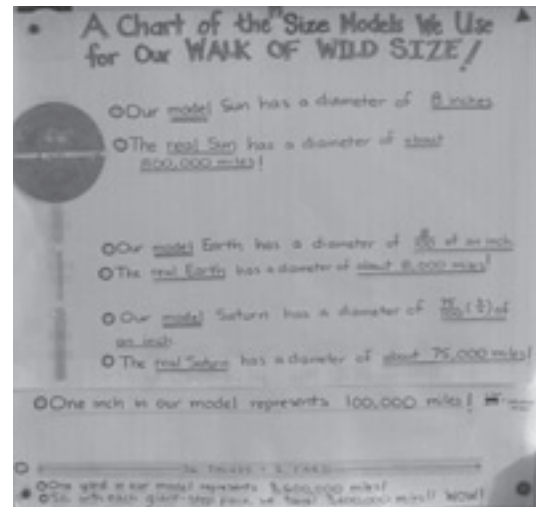 A Chart of the Size Models We Use
for Our WALK OF WILD SIZE!
Our model Sun has a diameter of 8 inches
The real Sun has a diameter of about
800,000 miles!
Our model Earth has a diameter of 8/100 of an inch
The real Earth has a diameter of about 8,000 miles!
Our model Saturn has a diameter of 75/100 (3/4) of
an inch
The real Saturn has a diameter of about 75,000 miles!
One inch in our model represents 100,000 miles!
36 inches = 1 yard
One yard in our model represents 3,600,000 miles!
So with each giant-step pace, we travel 3,600,000 miles!! WOW!